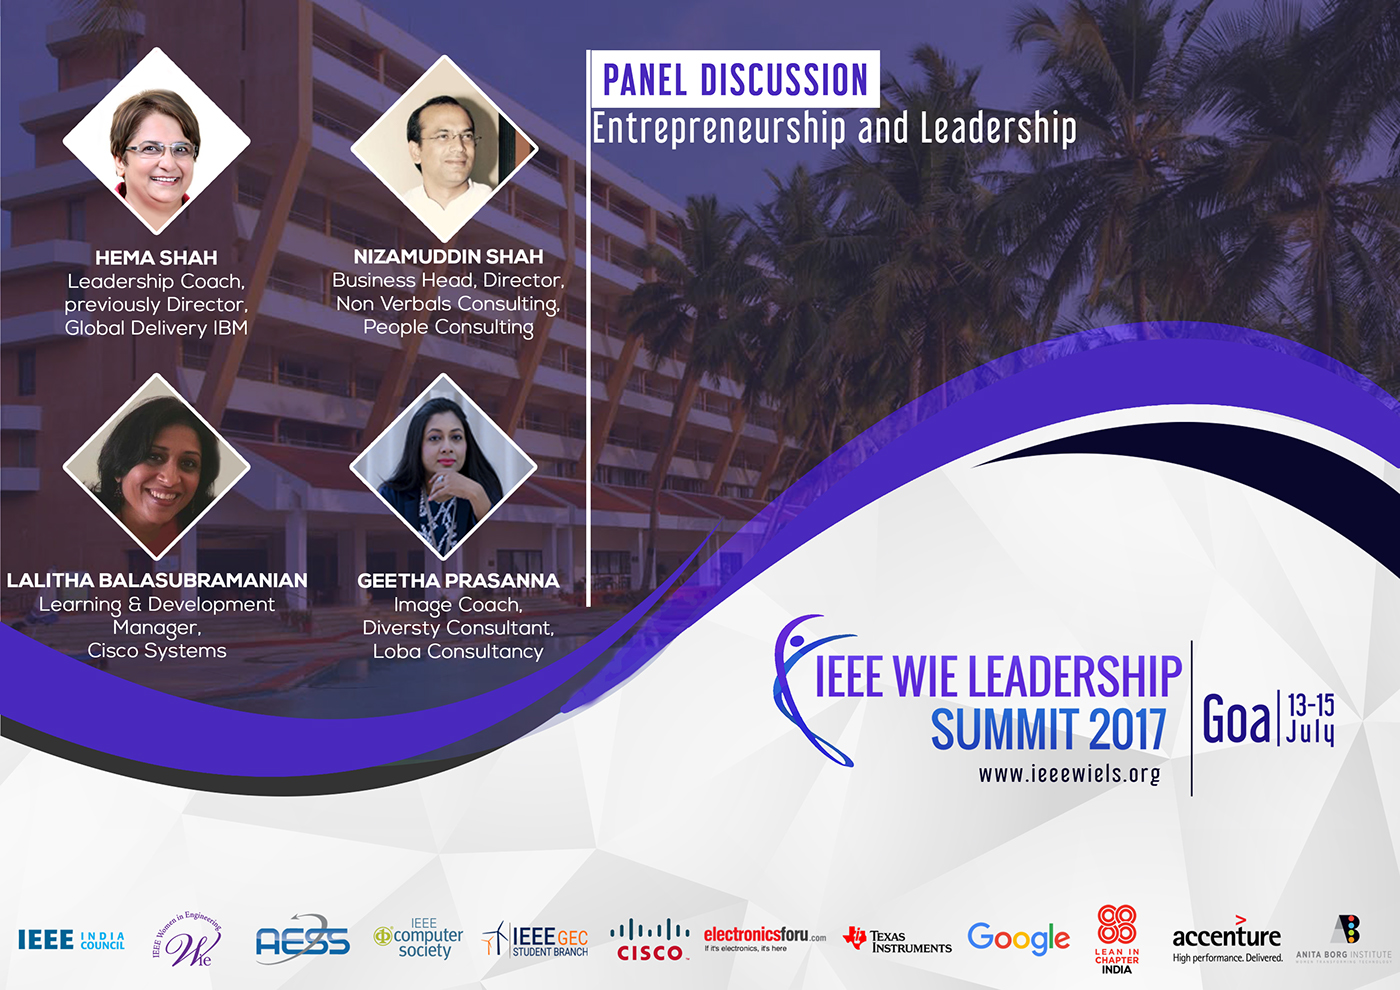 PANEL DISCUSSION
Entrepreneurship and Leadership
HEMA SHAH
Leadership Coach,
previously Director,
Global Delivery IBM
NIZAMUDDIN SHAH
Business Head, Director,
Non Verbals Consulting,
People Consulting
LALITHA BALASUBRAMANIAN
Learning & Development
Manager,
Cisco Systems
GEETHA PRASANNA
Image Coach,
Diversty Consultant,
Loba Consultancy
IEEE WIE LEADERSHIP
SUMMIT 2017
www.ieeewiels.org
Goa
13-15
July
IEEE INDIA
COUNCIL
IEEE Women in Engineering
Wie
AESS
IEEE
computer
society
IEEE GEC
STUDENT BRANCH
CISCO
electronicsforu.com
If it's electronics, it's here
TEXAS
INSTRUMENTS
Google
LEAN IN
CHAPTER
INDIA
accenture
High performance. Delivered.
ANITA BORG INSTITUTE
WOMEN TRANSFORMING TECHNOLOGY